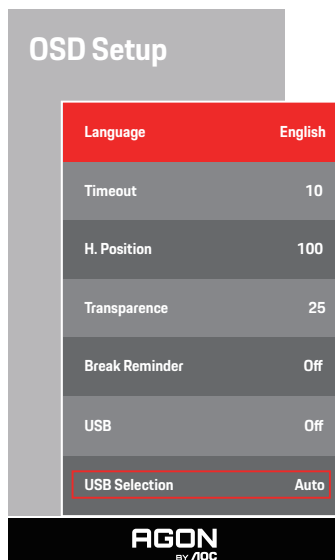 OSD Setup
Language English
Timeout 10
H. Position 100
Transparence 25
Break Reminder Off
USB Off
USB Selection Auto
AGON
BY AOC